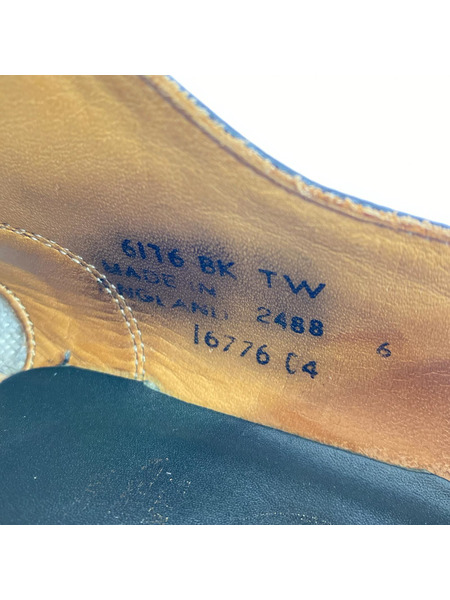 6176 BK TW
MADE IN
ENGLAND 2488 6
16776 C4